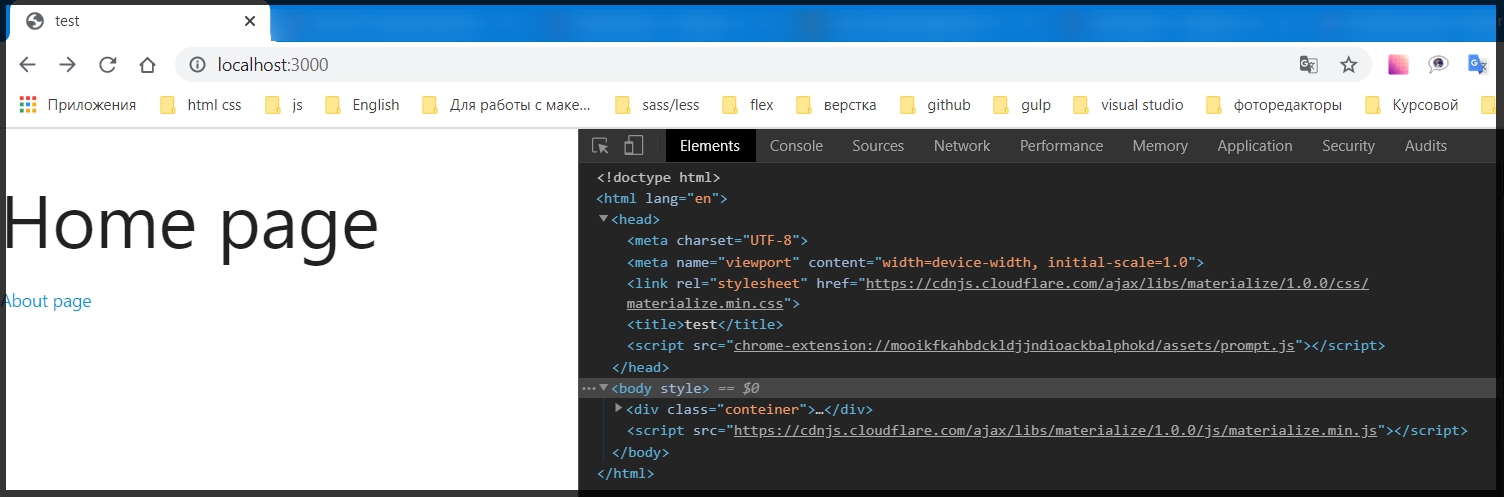 test
localhost:3000
Приложения html css js English Для работы с маке... sass/less flex верстка github gulp visual studio фоторедакторы Курсовой
Home page
About page
Elements Console Sources Network Performance Memory Application Security Audits
<!doctype html>
<html lang="en">
<head>
<meta charset="UTF-8">
<meta name="viewport" content="width=device-width, initial-scale=1.0">
<link rel="stylesheet" href="https://cdnjs.cloudflare.com/ajax/libs/materialize/1.0.0/css/
materialize.min.css">
<title>test</title>
<script src="chrome-extension://mooikfkahbdckldjjndioackbalphokd/assets/prompt.js"></script>
</head>
<body style> == $0
<div class="conteiner">…</div>
<script src="https://cdnjs.cloudflare.com/ajax/libs/materialize/1.0.0/js/materialize.min.js"></script>
</body>
</html>